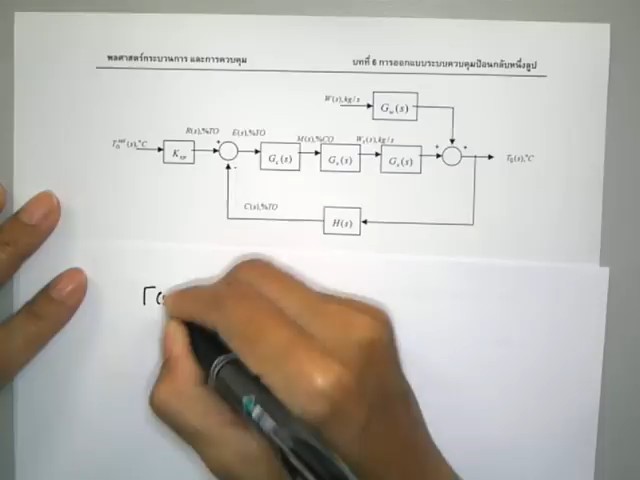 พลศาสตร์กระบวนการ และการควบคุม บทที่ 6 การออกแบบระบบควบคุมป้อนกลับหนึ่งลูป
W(s),kg/s
G_w(s)
R(s),%TO E(s),%TO M(s),%CO W_s(s),kg/s
T_0^set(s),°C K_sp + G_c(s) G_v(s) G_s(s) + + T_0(s),°C
-
C(s),%TO
H(s)